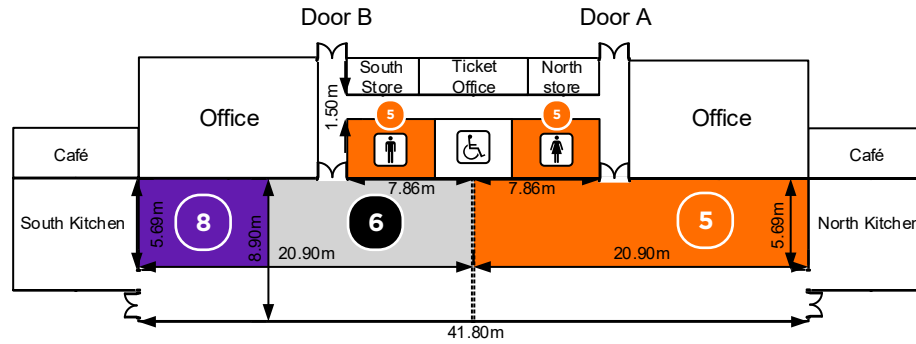 Door B
Door A
South
Store
Ticket
Office
North
store
Office
1.50m
5
5
Office
Café
Café
7.86m
7.86m
South Kitchen
5.69m
8
8.90m
6
5
5.69m
North Kitchen
20.90m
20.90m
41.80m